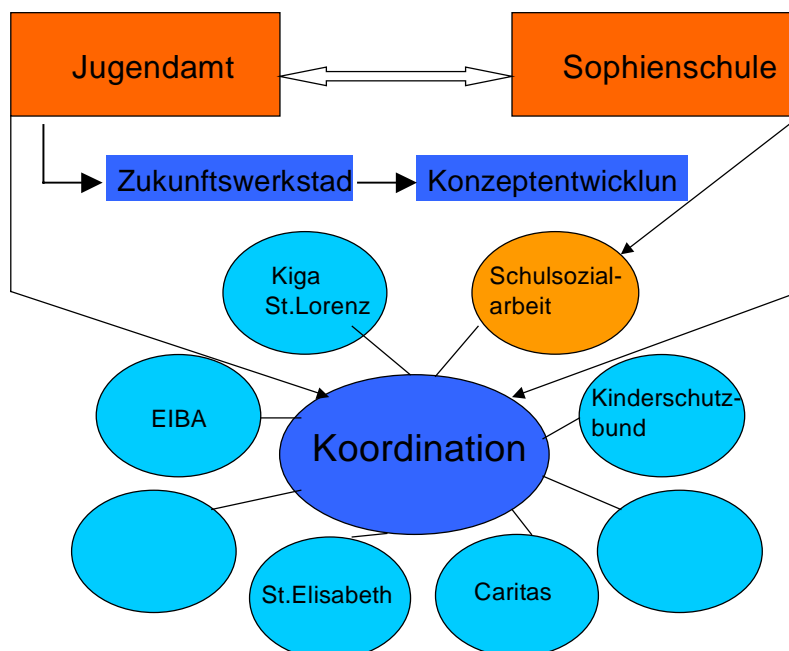 Jugendamt
Sophienschule
Zukunftswerkstad
Konzeptentwicklun
Kiga
St.Lorenz
Schulsozial-
arbeit
EIBA
Kinderschutz-
bund
Koordination
St.Elisabeth
Caritas